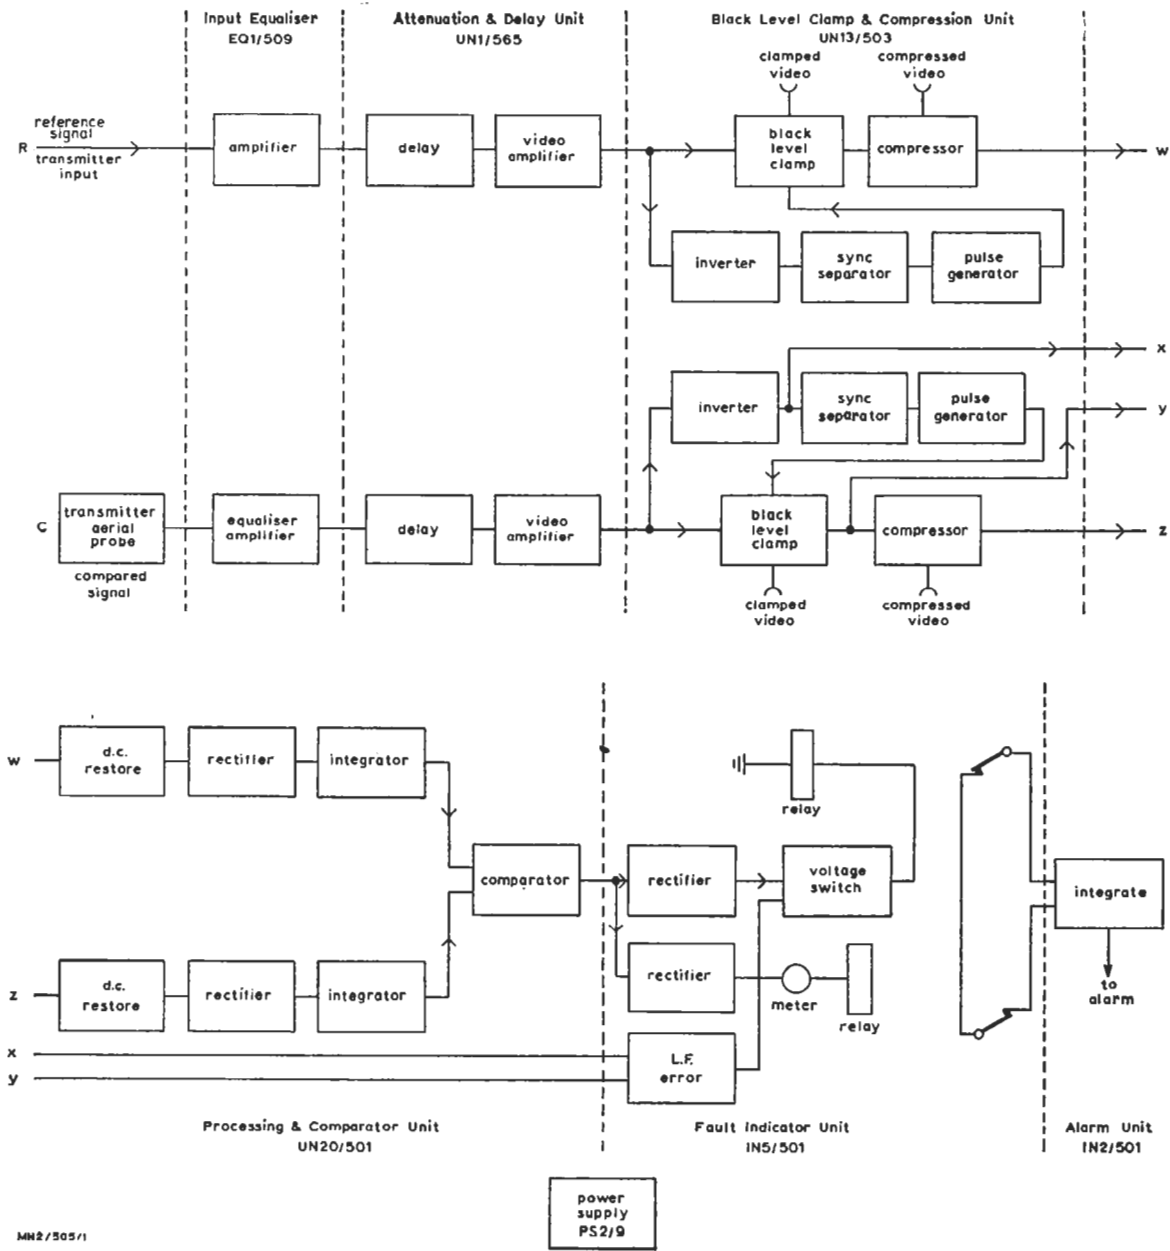 Input Equaliser
EQ1/509
Attenuation & Delay Unit
UN1/565
Black Level Clamp & Compression Unit
UN13/503
clamped
video
compressed
video
R
reference
signal
transmitter
input
amplifier
delay
video
amplifier
black
level
clamp
compressor
w
inverter
sync
separator
pulse
generator
x
inverter
sync
separator
pulse
generator
y
C
transmitter
aerial
probe
compared
signal
equaliser
amplifier
delay
video
amplifier
black
level
clamp
compressor
z
clamped
video
compressed
video
w
d.c.
restore
rectifier
integrator
relay
comparator
rectifier
voltage
switch
integrate
to
alarm
z
d.c.
restore
rectifier
integrator
rectifier
meter
relay
x
y
L.F.
error
Processing & Comparator Unit
UN20/501
Fault Indicator Unit
IN5/501
Alarm Unit
IN2/501
power
supply
PS2/9
MN2/505/1